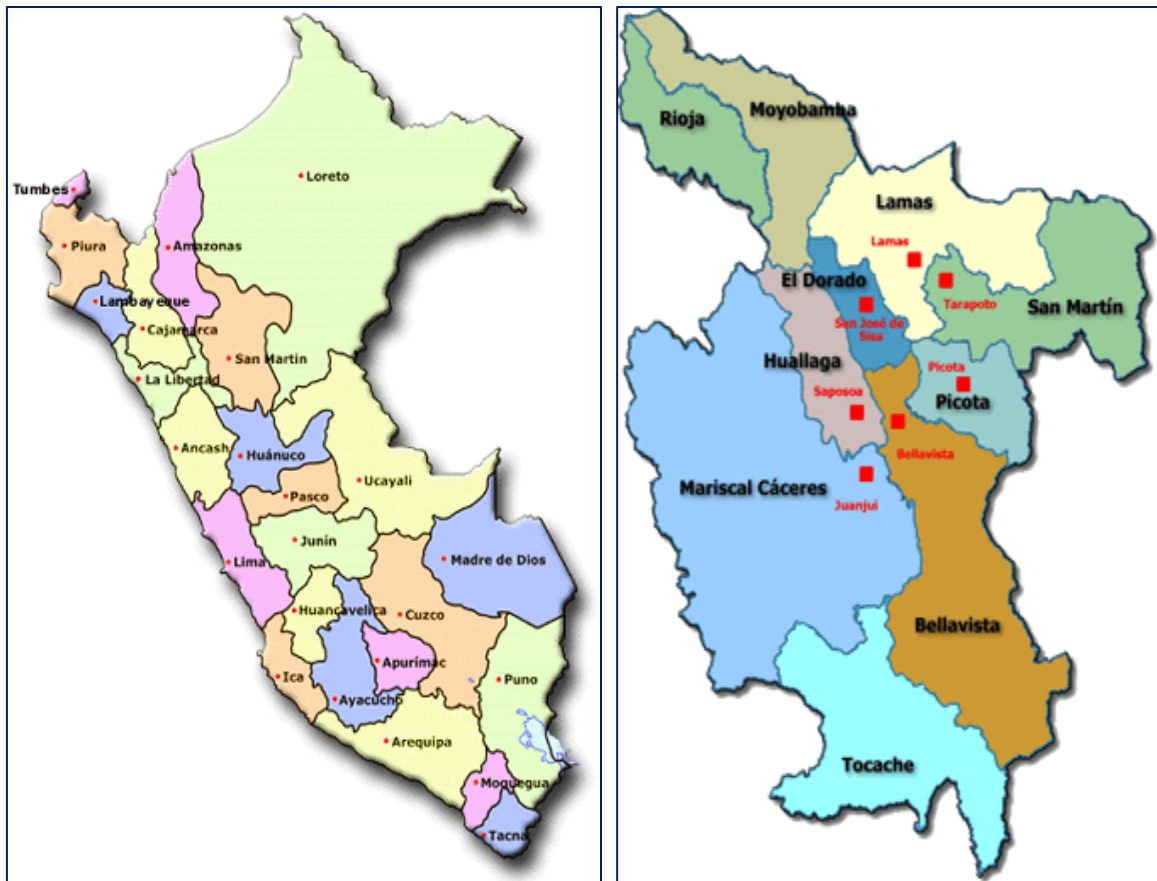 Loreto
Tumbes
Piura
Amazonas
Lambayeque
Cajamarca
San Martin
La Libertad
Ancash
Huánuco
Ucayali
Pasco
Junín
Lima
Madre de Dios
Huancavelica
Cuzco
Apurímac
Ica
Puno
Ayacucho
Arequipa
Moquegua
Tacna
Moyobamba
Rioja
Lamas
Lamas
El Dorado
Tarapoto
San Martín
San José de
Sisa
Huallaga
Picota
Saposoa
Picota
Bellavista
Mariscal Cáceres
Juanjui
Bellavista
Tocache